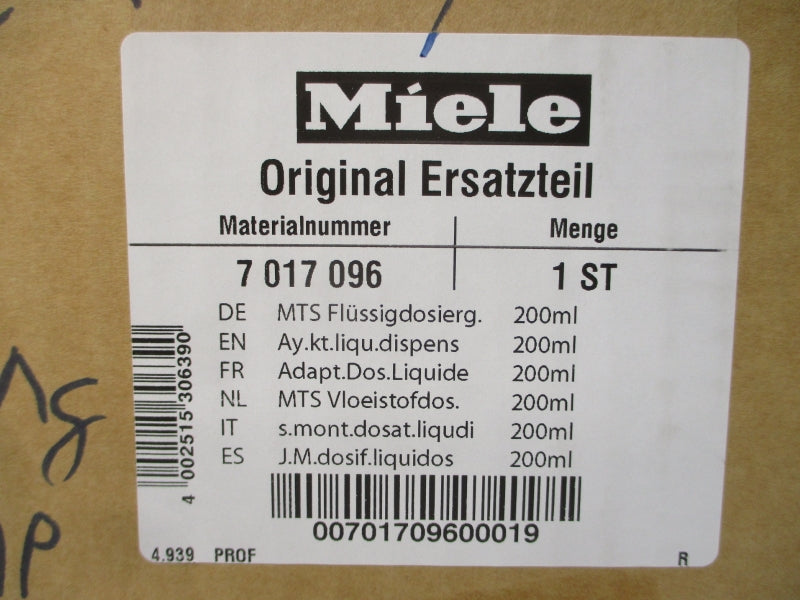 Miele
Original Ersatzteil
Materialnummer Menge
7 017 096 1 ST
DE MTS Flüssigdosierg. 200ml
EN Ay.kt.liqu.dispens 200ml
FR Adapt.Dos.Liquide 200ml
NL MTS Vloeistofdos. 200ml
IT s.mont.dosat.liqudi 200ml
ES J.M.dosif.liquidos 200ml
4 002515 306390
00701709600019
4.939 PROF R